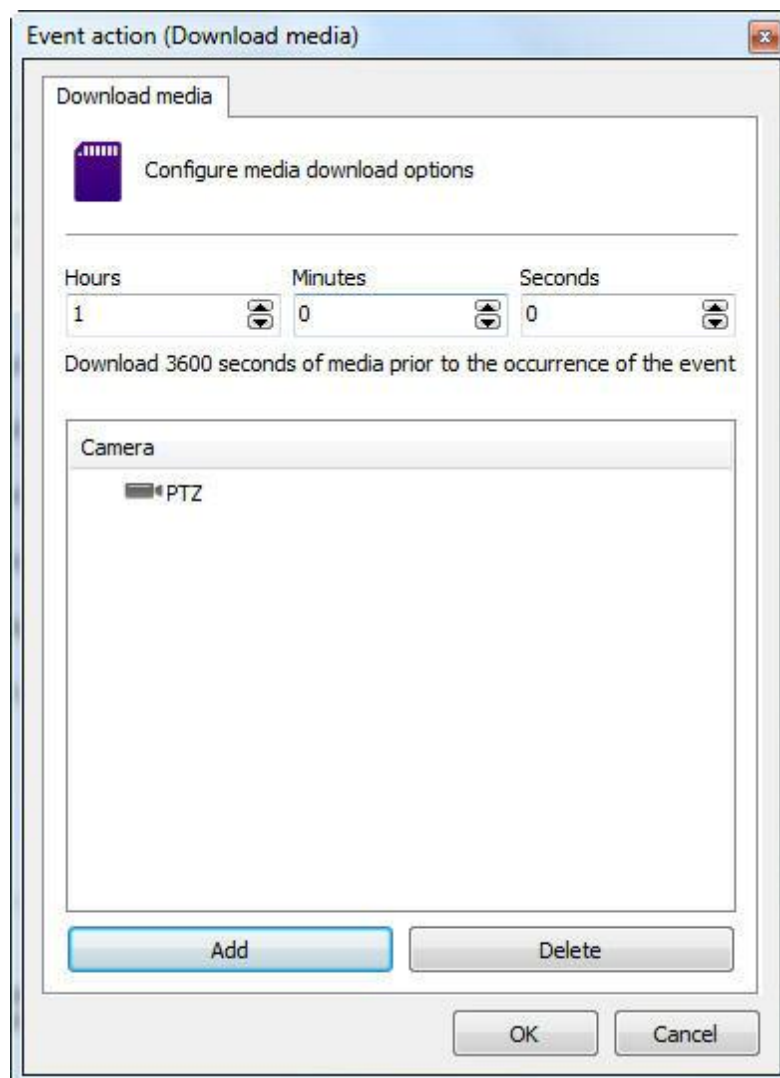 Event action (Download media)
Download media
Configure media download options
Hours Minutes Seconds
1 0 0
Download 3600 seconds of media prior to the occurrence of the event
Camera
PTZ
Add Delete
OK Cancel